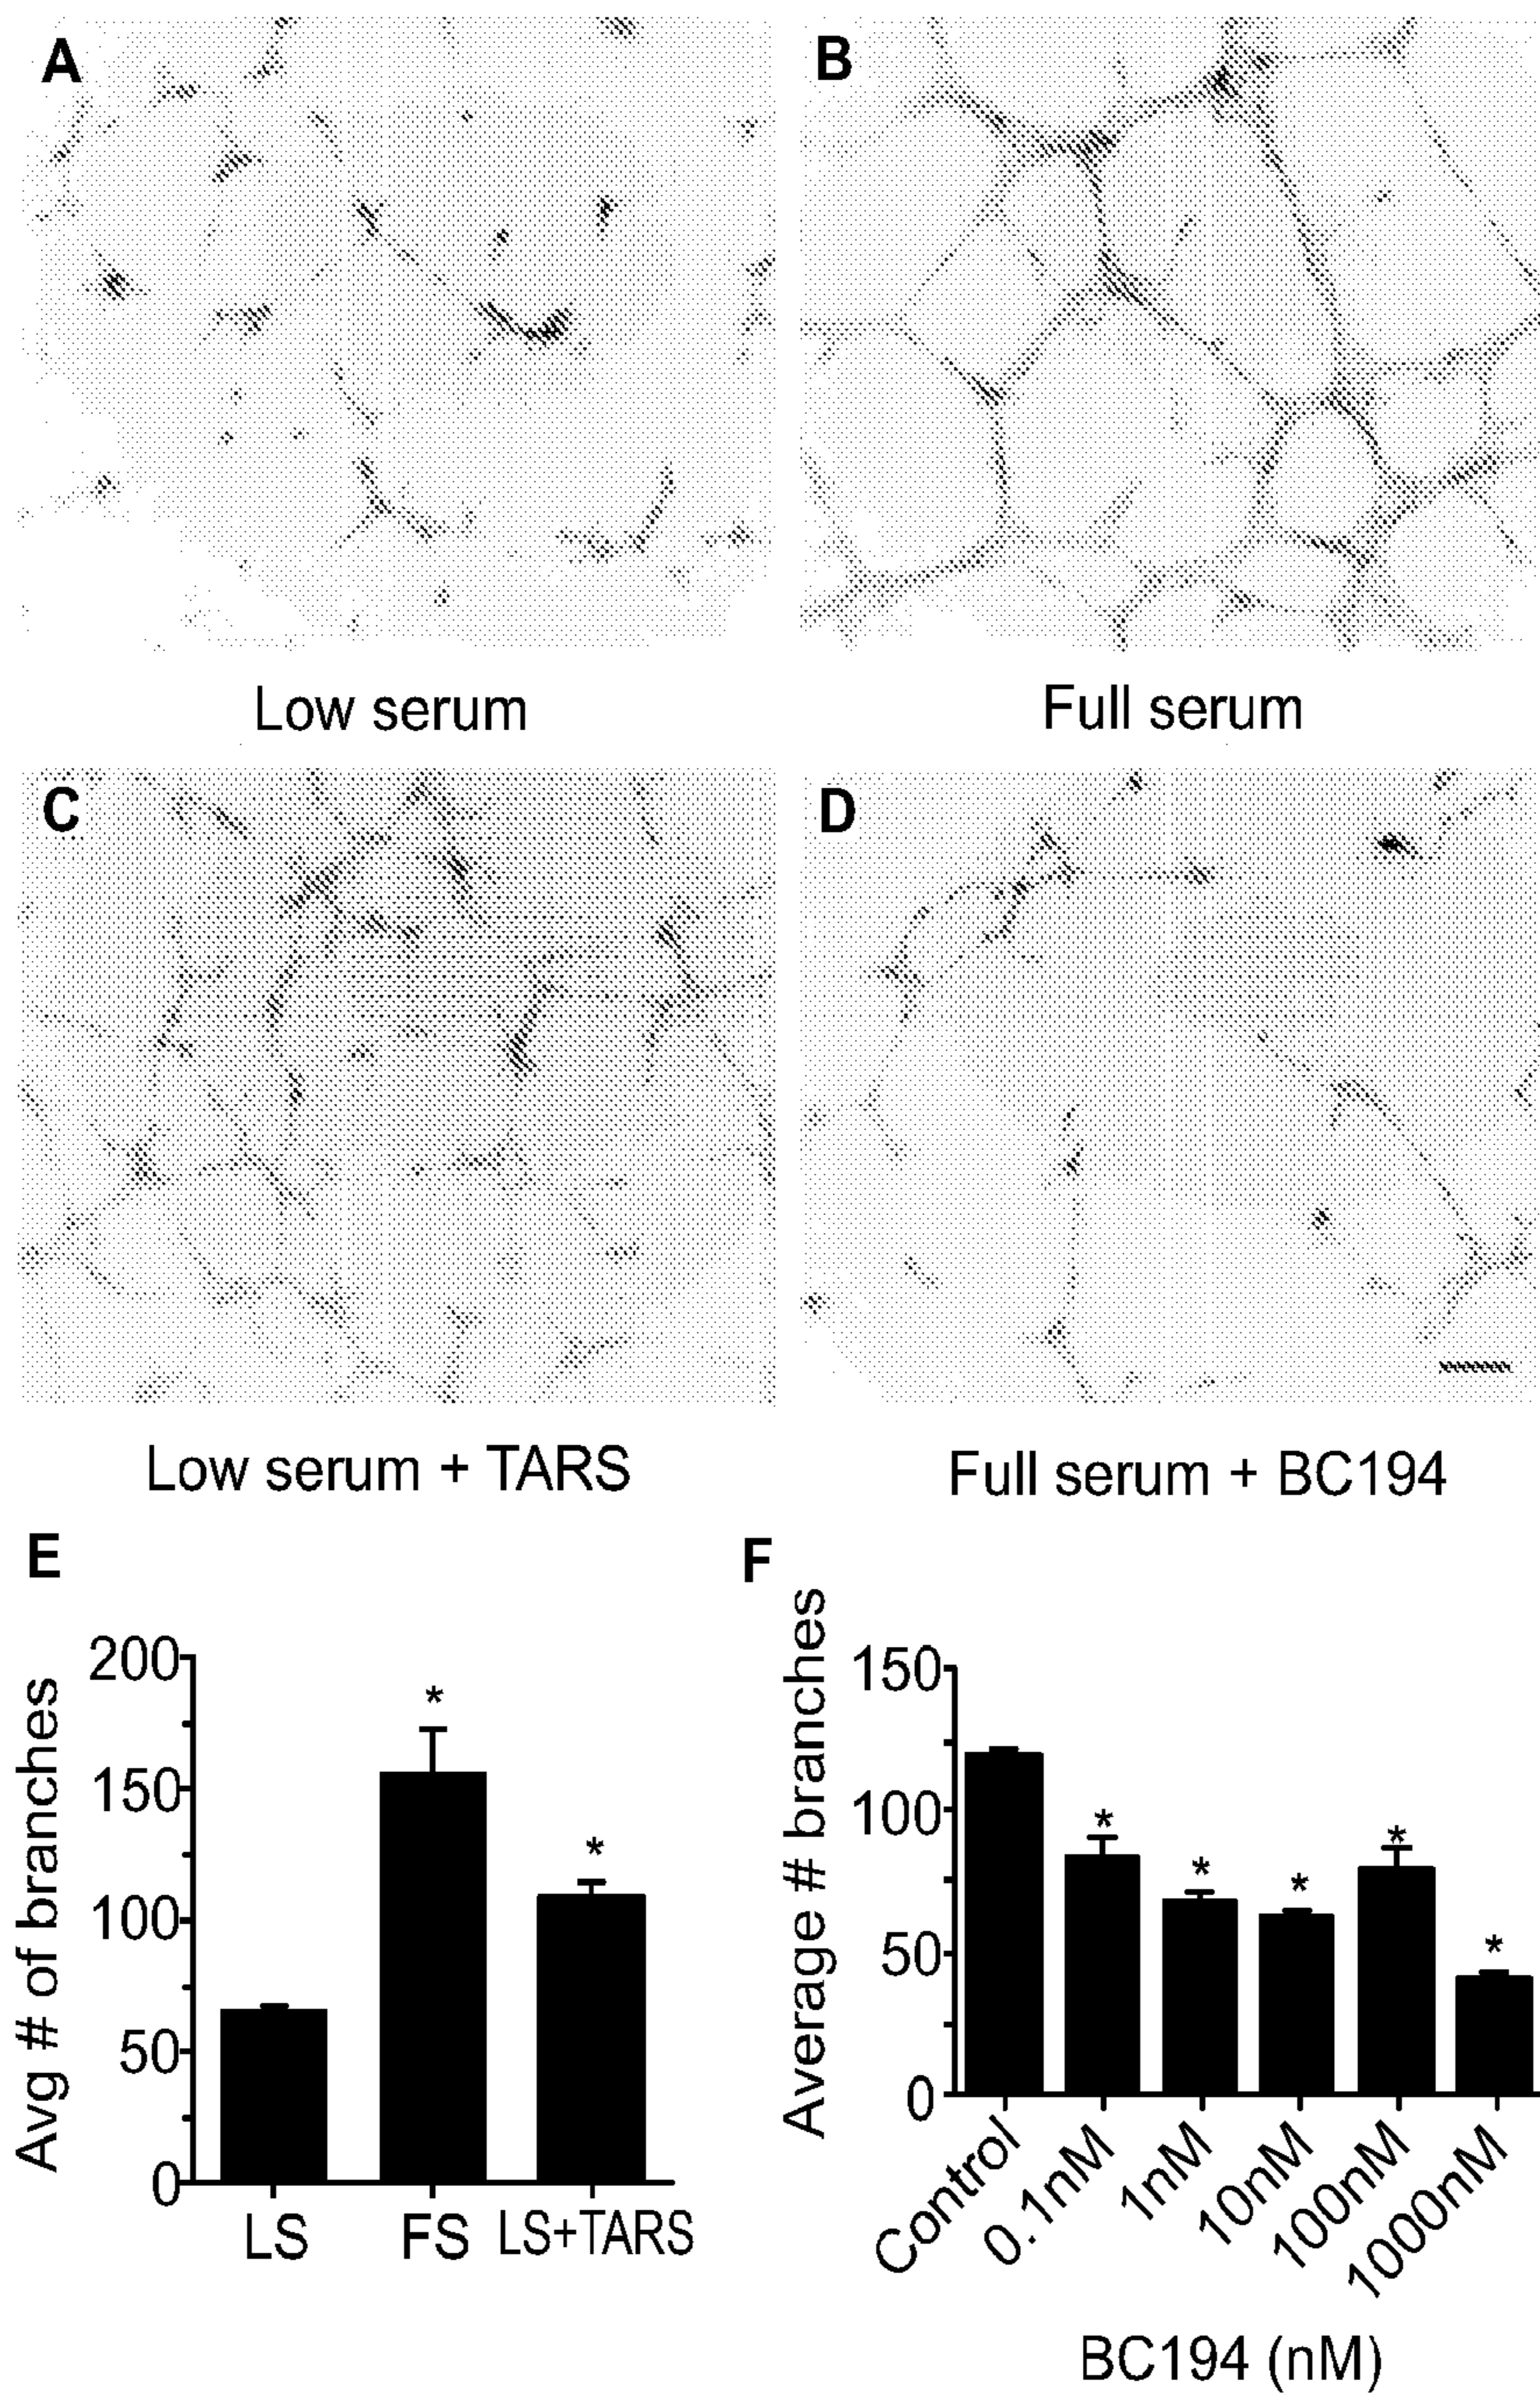 A
B
Low serum
Full serum
C
D
Low serum + TARS
Full serum + BC194
E
Avg # of branches
200
150
100
50
0
*
*
LS
FS
LS+TARS
F
Average # branches
150
100
50
0
*
*
*
*
*
Control
0.1nM
1nM
10nM
100nM
1000nM
BC194 (nM)